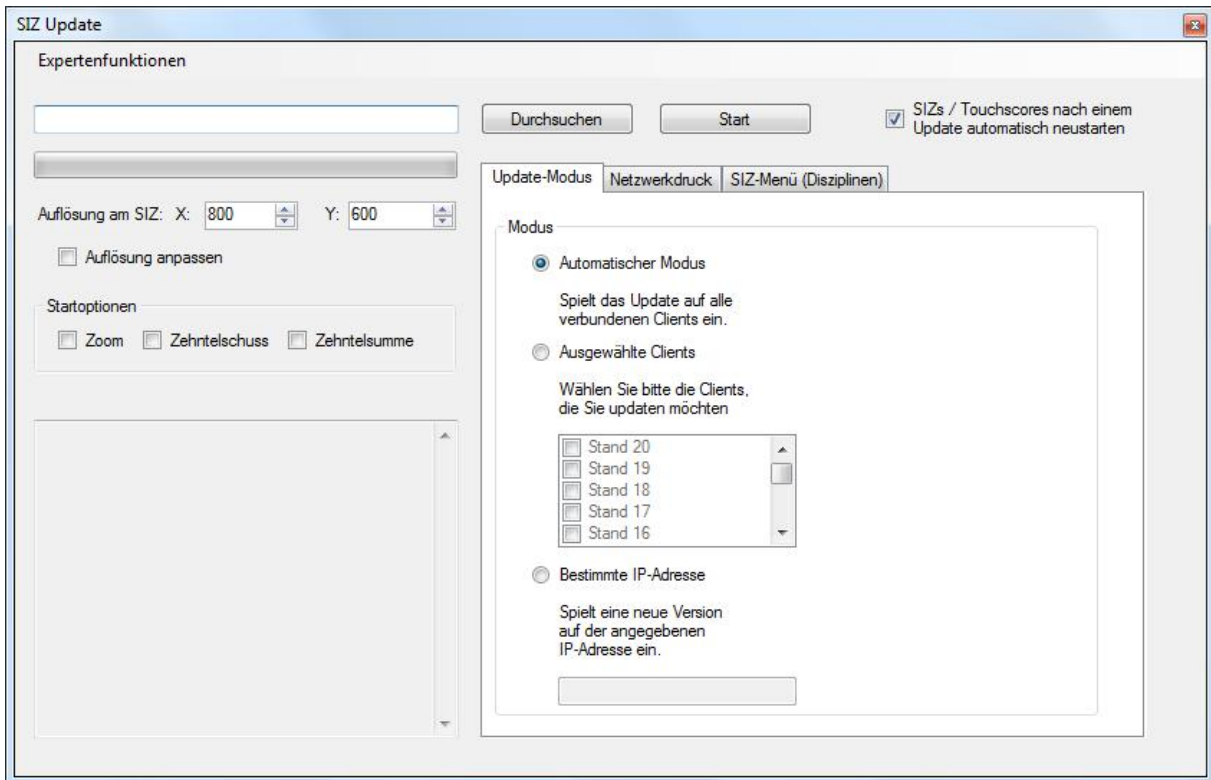 SIZ Update
Expertenfunktionen
Durchsuchen
Start
SIZs / Touchscores nach einem
Update automatisch neustarten
Update-Modus
Netzwerkdruck
SIZ-Menü (Disziplinen)
Auflösung am SIZ: X: 800 Y: 600
Auflösung anpassen
Startoptionen
Zoom Zehntelschuss Zehntelsumme
Modus
Automatischer Modus
Spielt das Update auf alle
verbundenen Clients ein.
Ausgewählte Clients
Wählen Sie bitte die Clients,
die Sie updaten möchten
Stand 20
Stand 19
Stand 18
Stand 17
Stand 16
Bestimmte IP-Adresse
Spielt eine neue Version
auf der angegebenen
IP-Adresse ein.